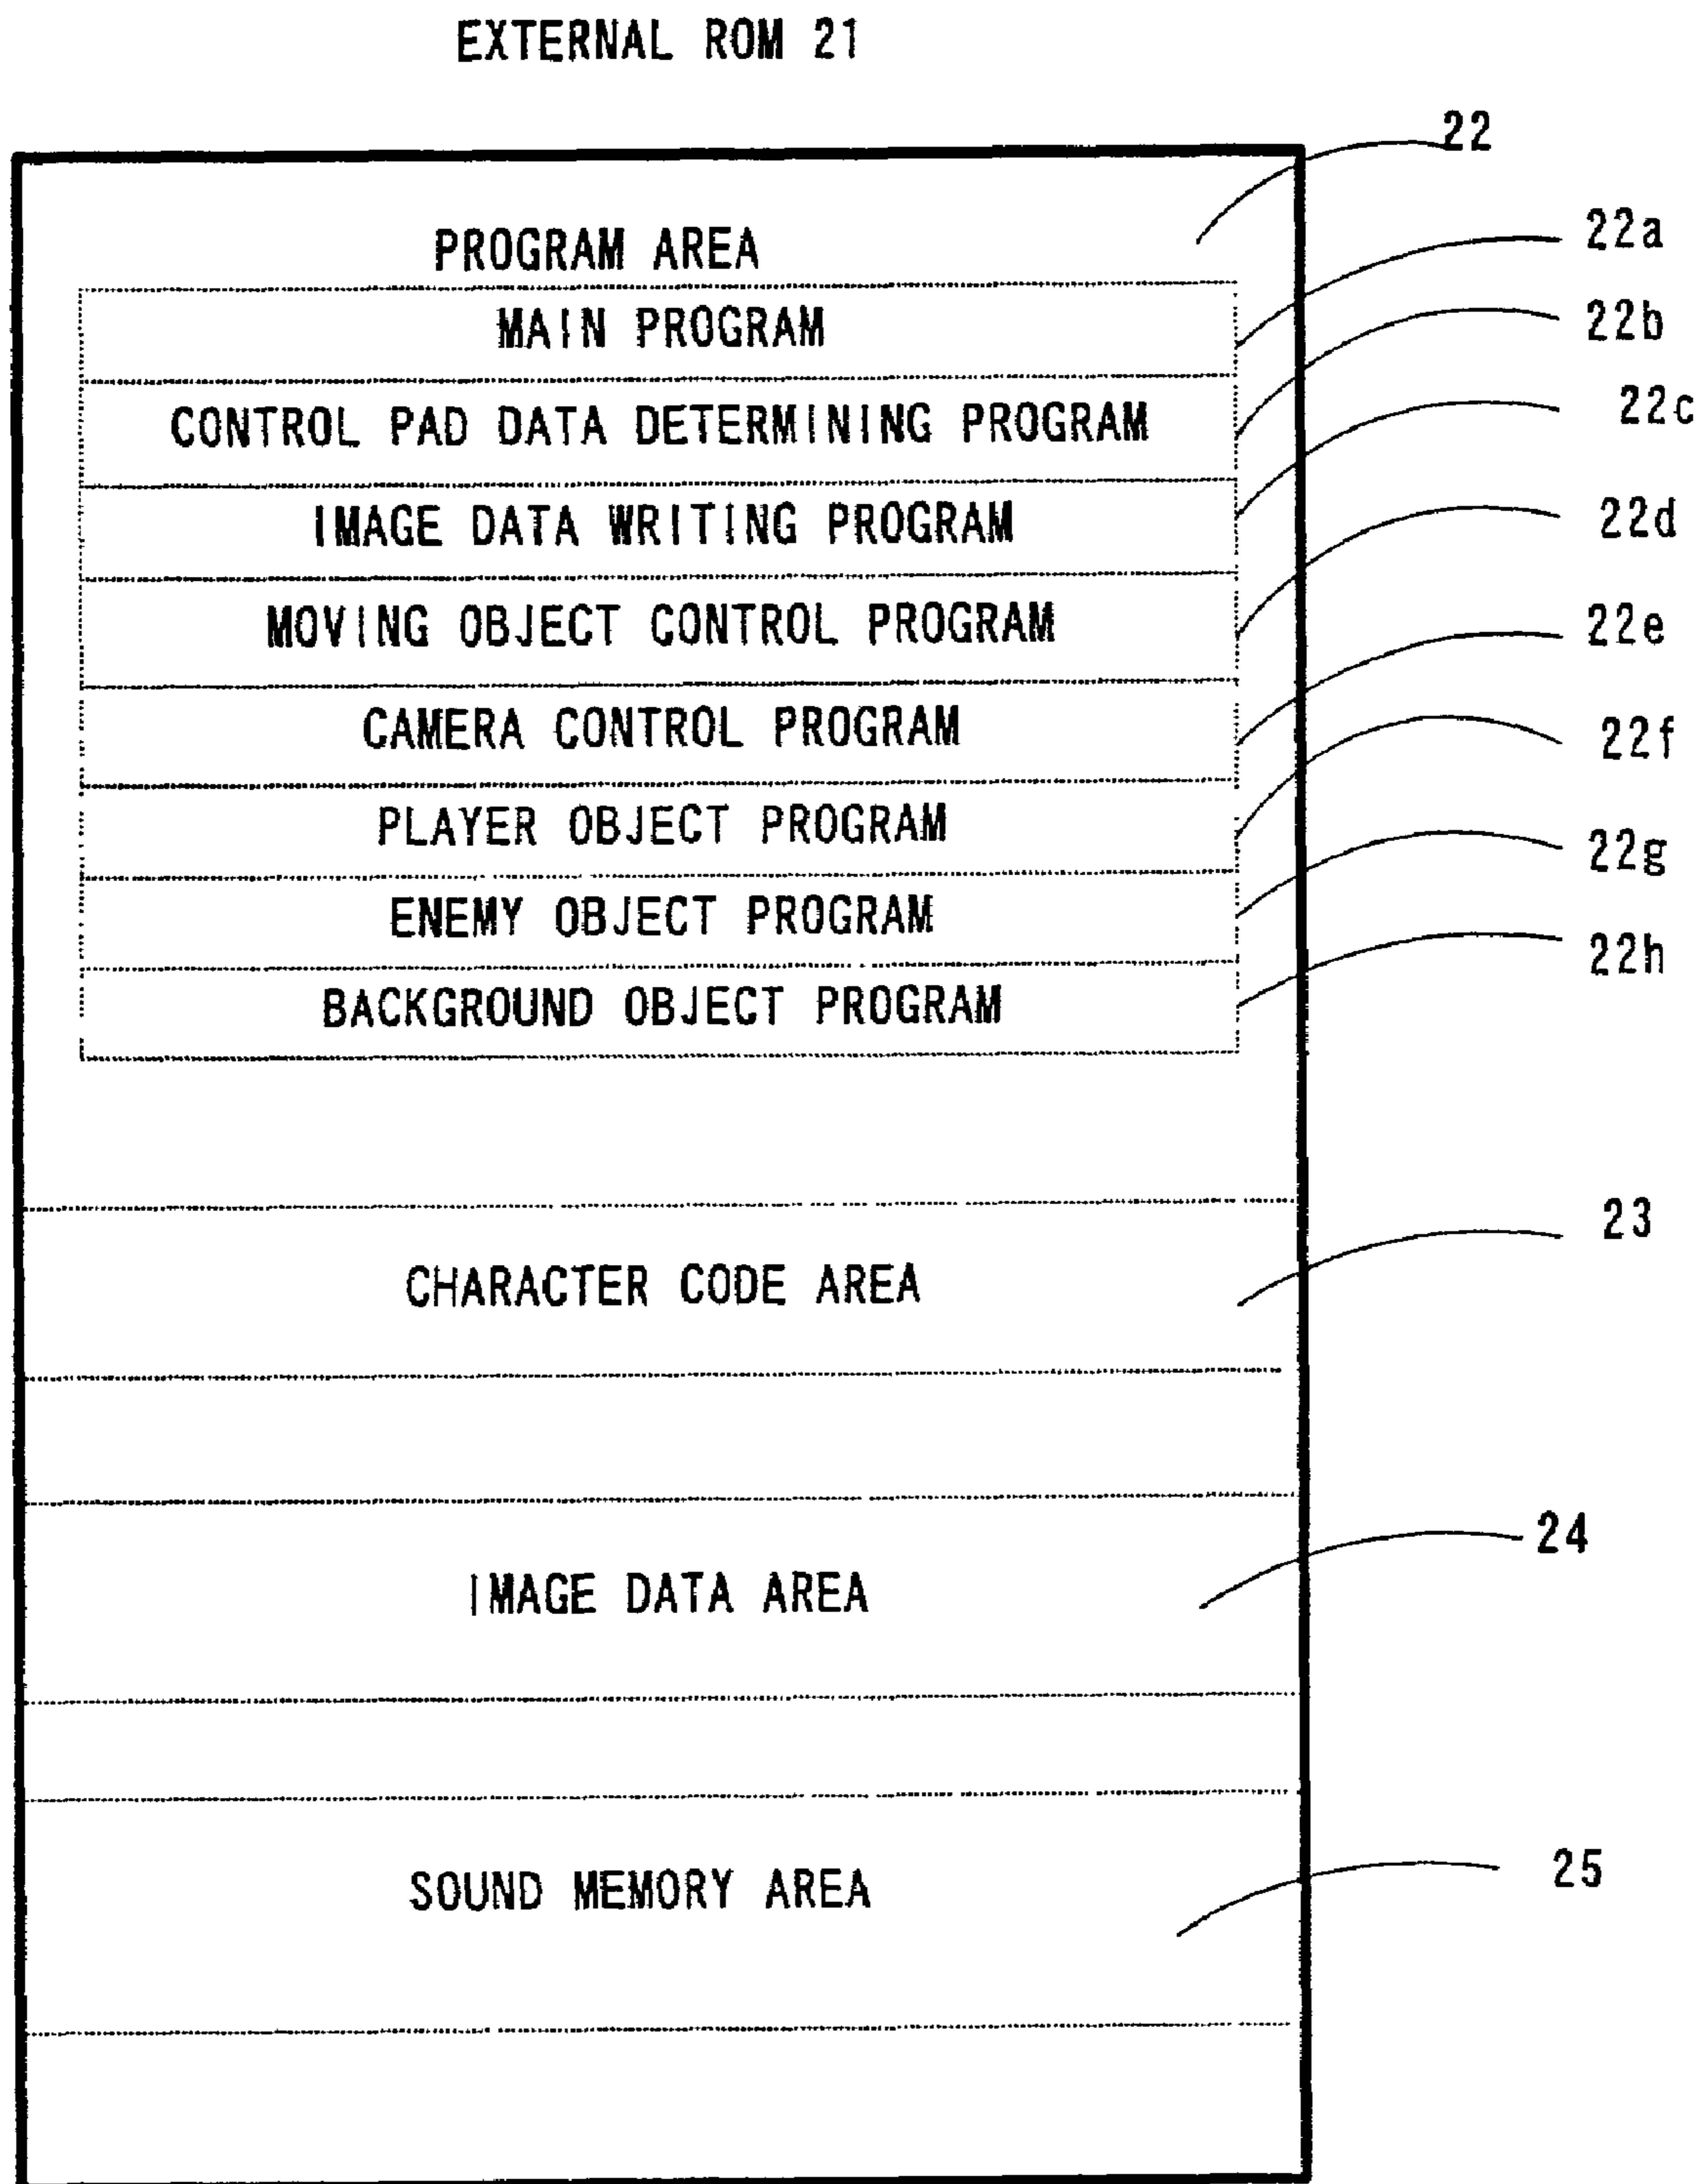 EXTERNAL ROM 21
22
PROGRAM AREA
22a
MAIN PROGRAM
22b
CONTROL PAD DATA DETERMINING PROGRAM
22c
IMAGE DATA WRITING PROGRAM
22d
MOVING OBJECT CONTROL PROGRAM
22e
CAMERA CONTROL PROGRAM
22f
PLAYER OBJECT PROGRAM
22g
ENEMY OBJECT PROGRAM
22h
BACKGROUND OBJECT PROGRAM
23
CHARACTER CODE AREA
24
IMAGE DATA AREA
25
SOUND MEMORY AREA